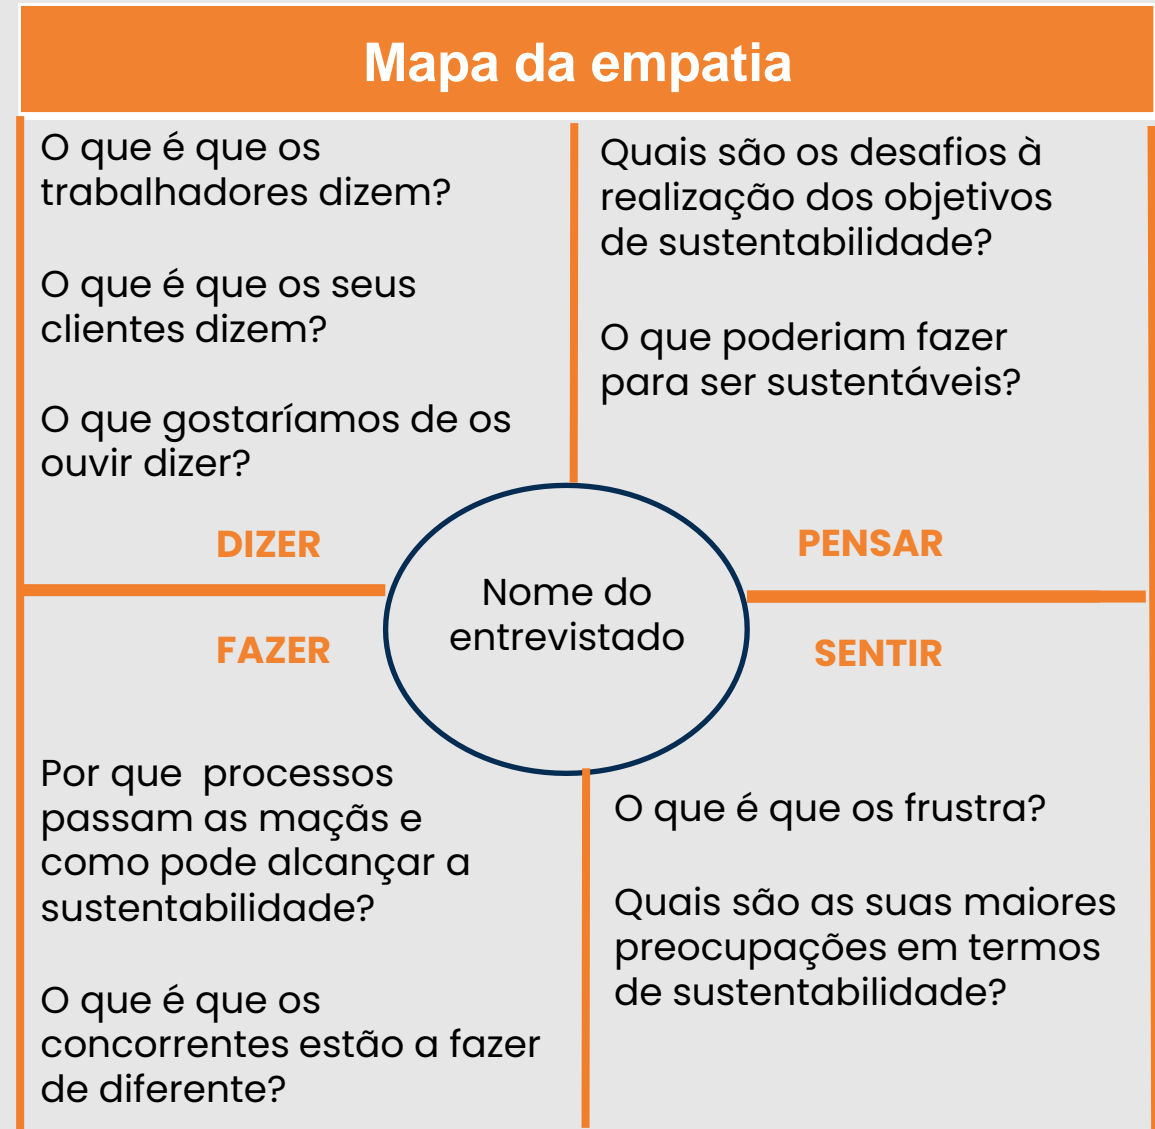 Mapa da empatia
O que é que os
trabalhadores dizem?
O que é que os seus
clientes dizem?
O que gostaríamos de os
ouvir dizer?
DIZER
Quais são os desafios à
realização dos objetivos
de sustentabilidade?
O que poderiam fazer
para ser sustentáveis?
PENSAR
Nome do
entrevistado
FAZER
Por que  processos
passam as maçãs e
como pode alcançar a
sustentabilidade?
O que é que os
concorrentes estão a fazer
de diferente?
SENTIR
O que é que os frustra?
Quais são as suas maiores
preocupações em termos
de sustentabilidade?